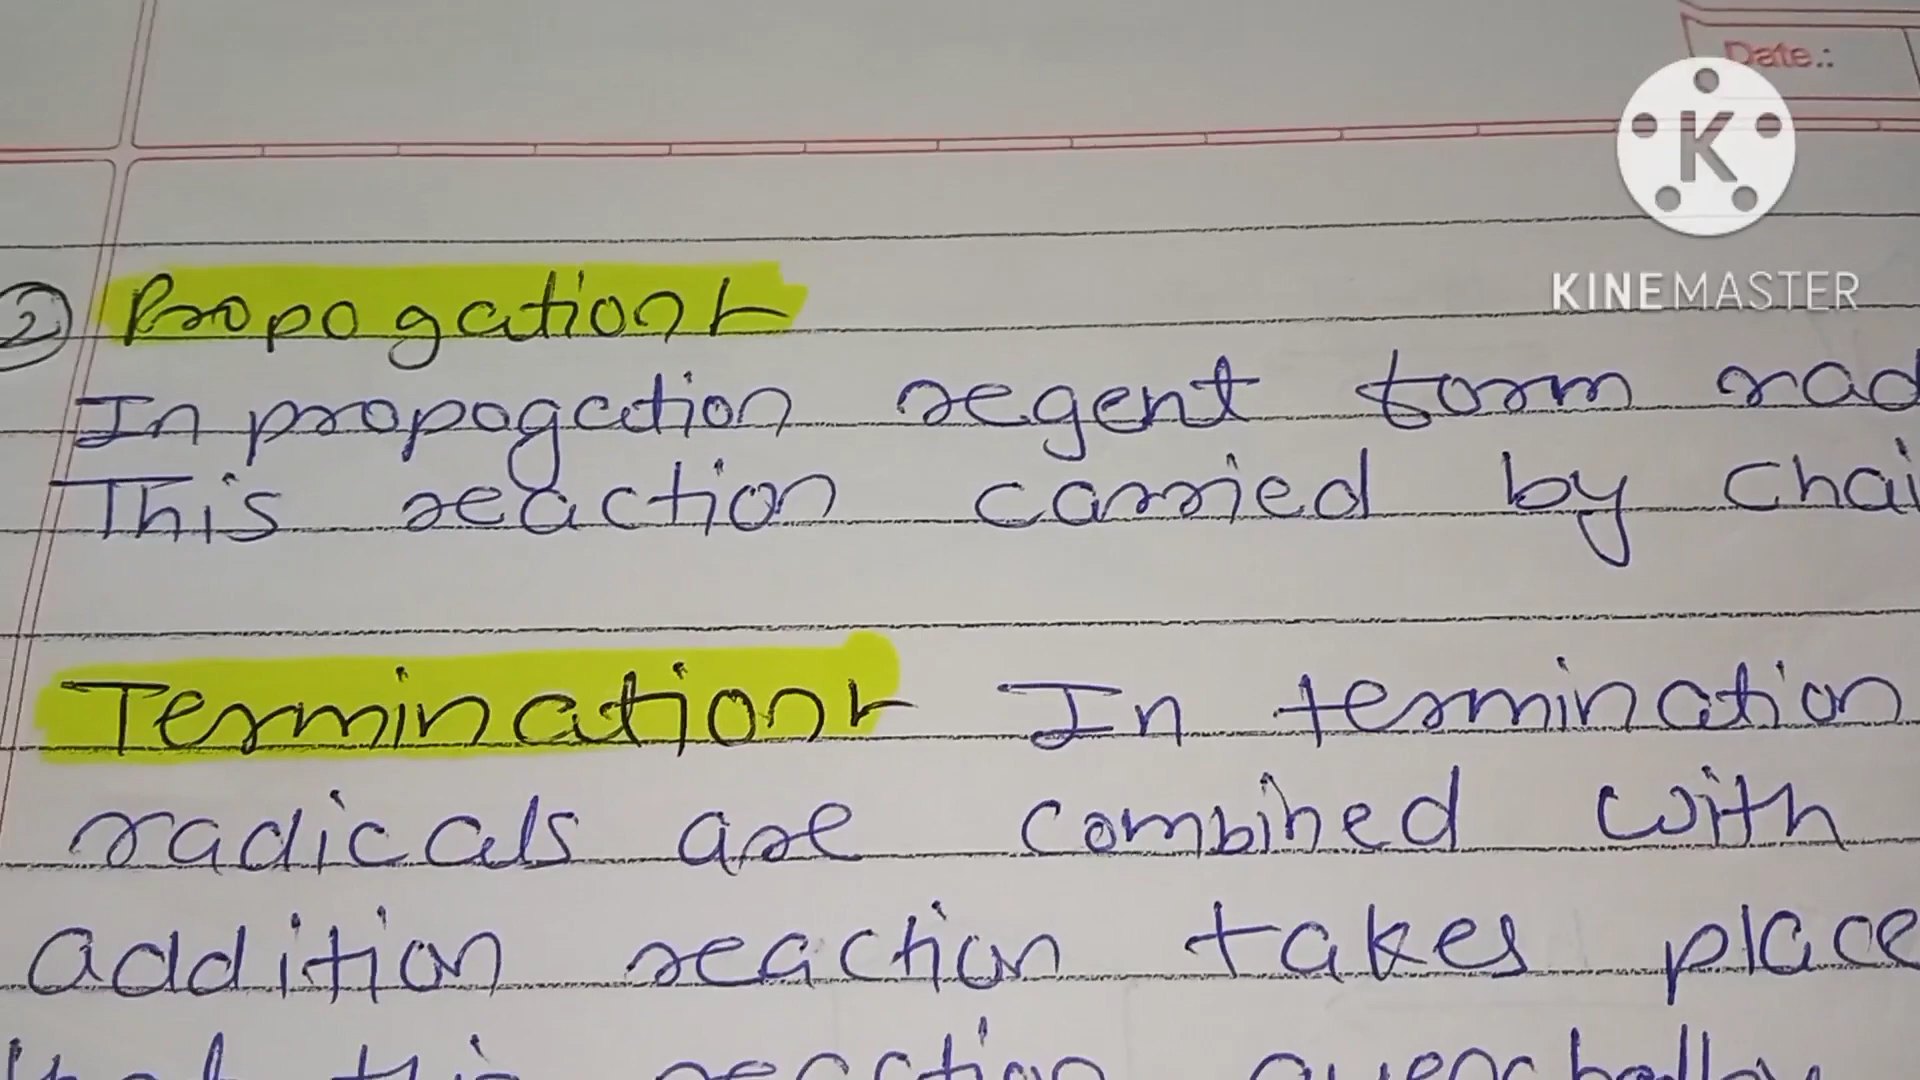 Date.:
KINEMASTER
② Propogation:-
In propogation regent form rad
This reaction carried by chai
Termination:- In termination
radicals are combined with
addition reaction takes place
reaction